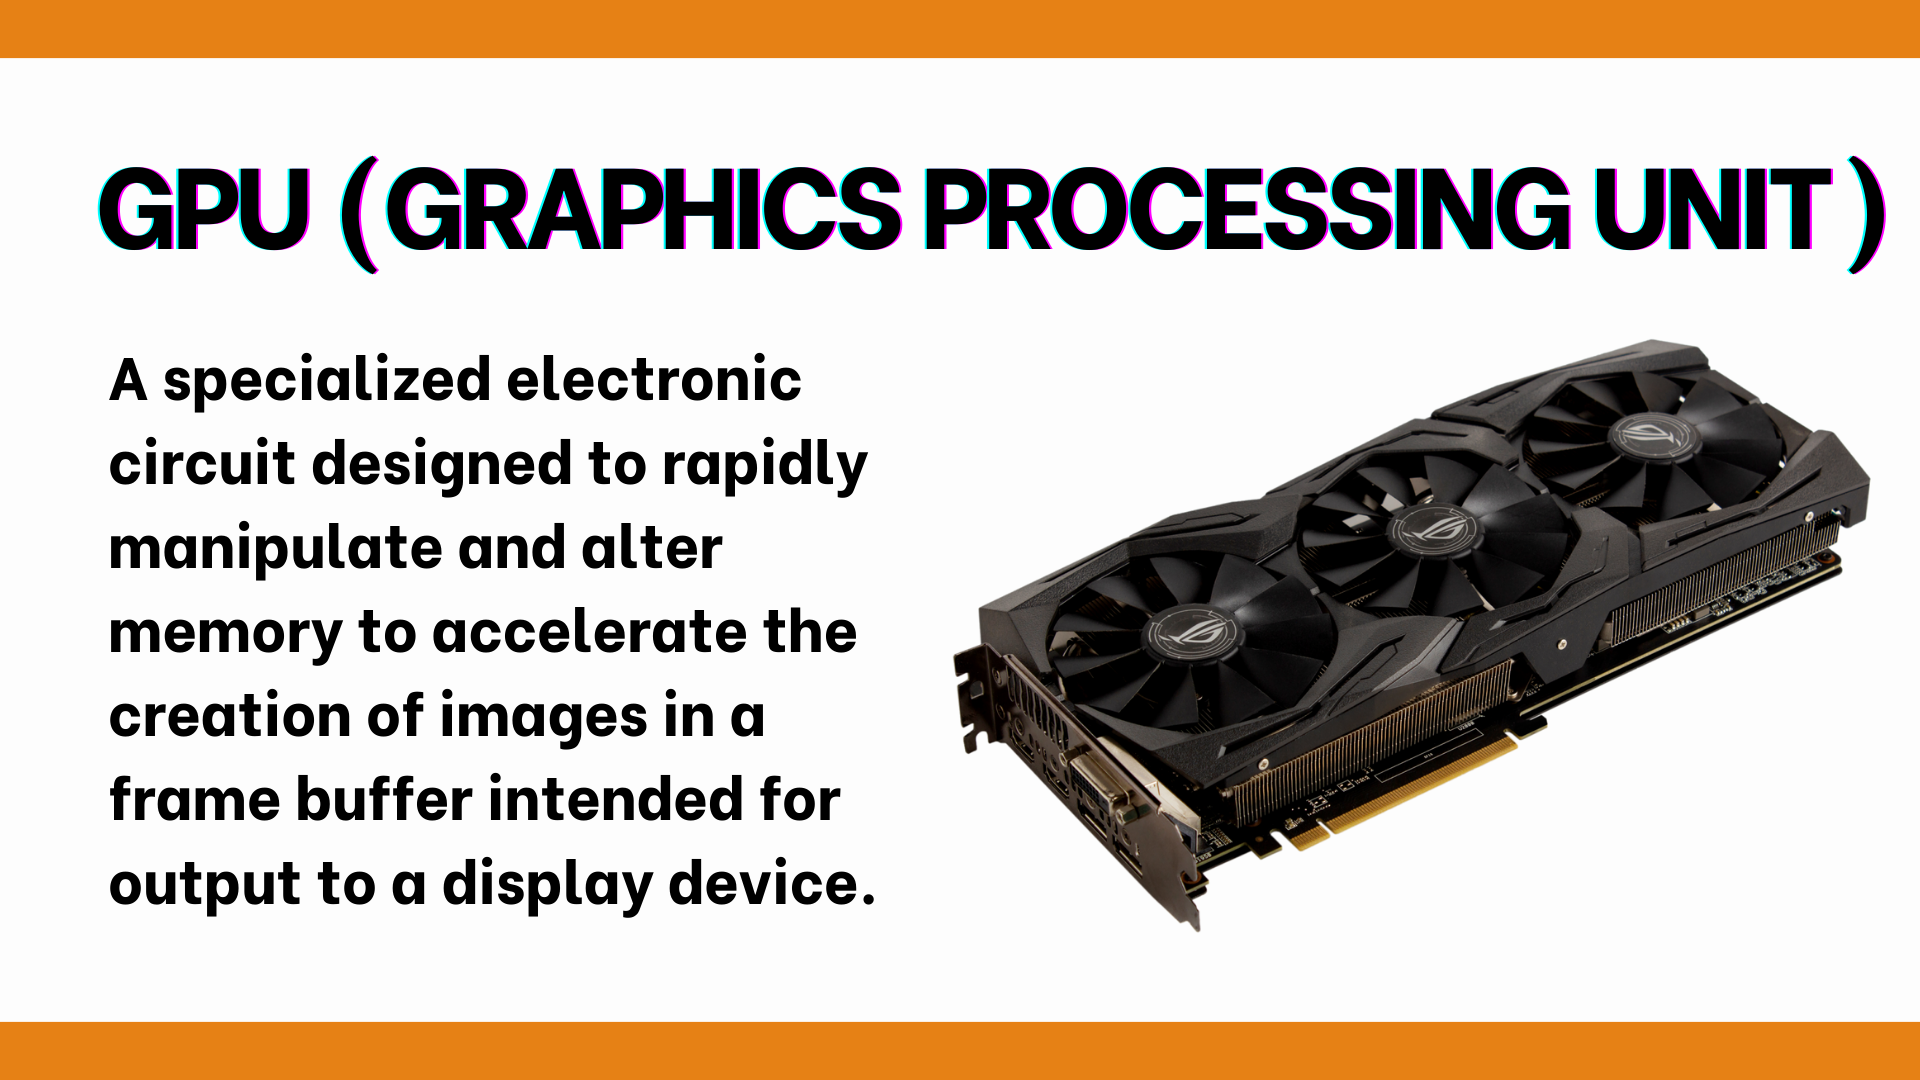 GPU (GRAPHICS PROCESSING UNIT)
A specialized electronic
circuit designed to rapidly
manipulate and alter
memory to accelerate the
creation of images in a
frame buffer intended for
output to a display device.